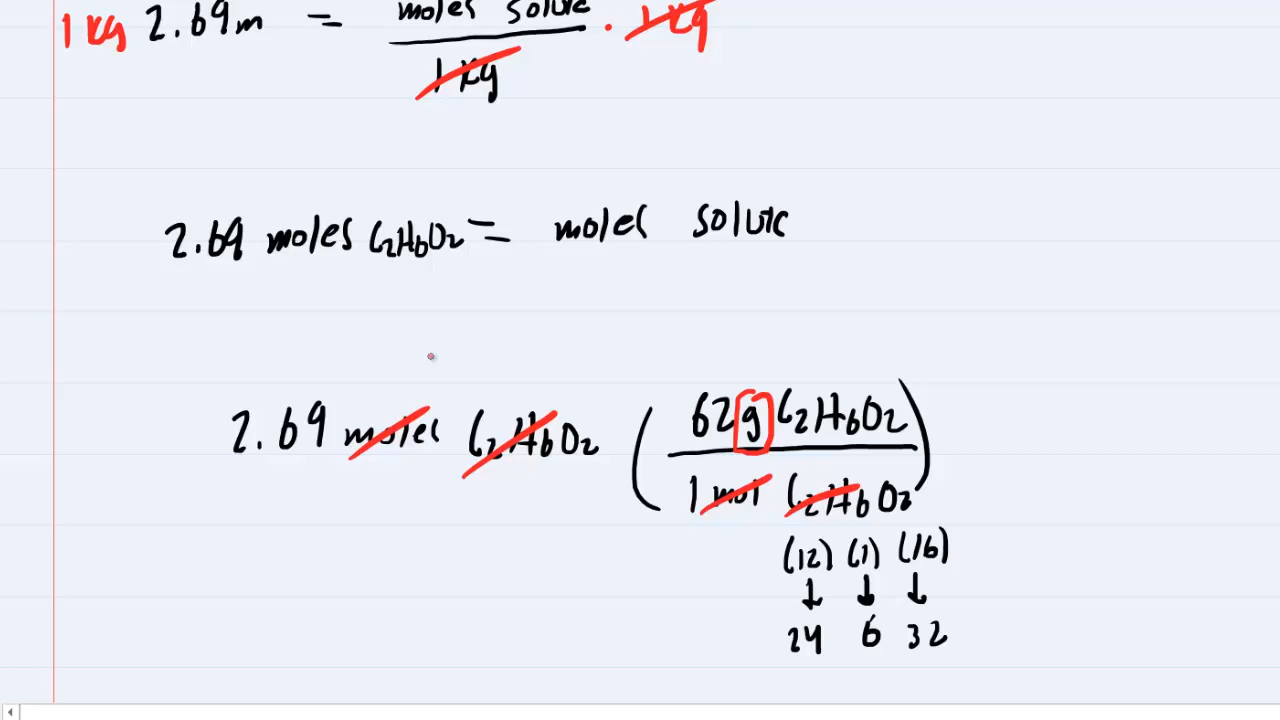 1 kg 2.69m = moles solute · 1 kg
1 kg
2.69 moles C2H6O2 = moles solute
2.69 moles C2H6O2 ( 62 g C2H6O2
1 mol C2H6O2 )
(12) (1) (16)
↓ ↓ ↓
24 6 32